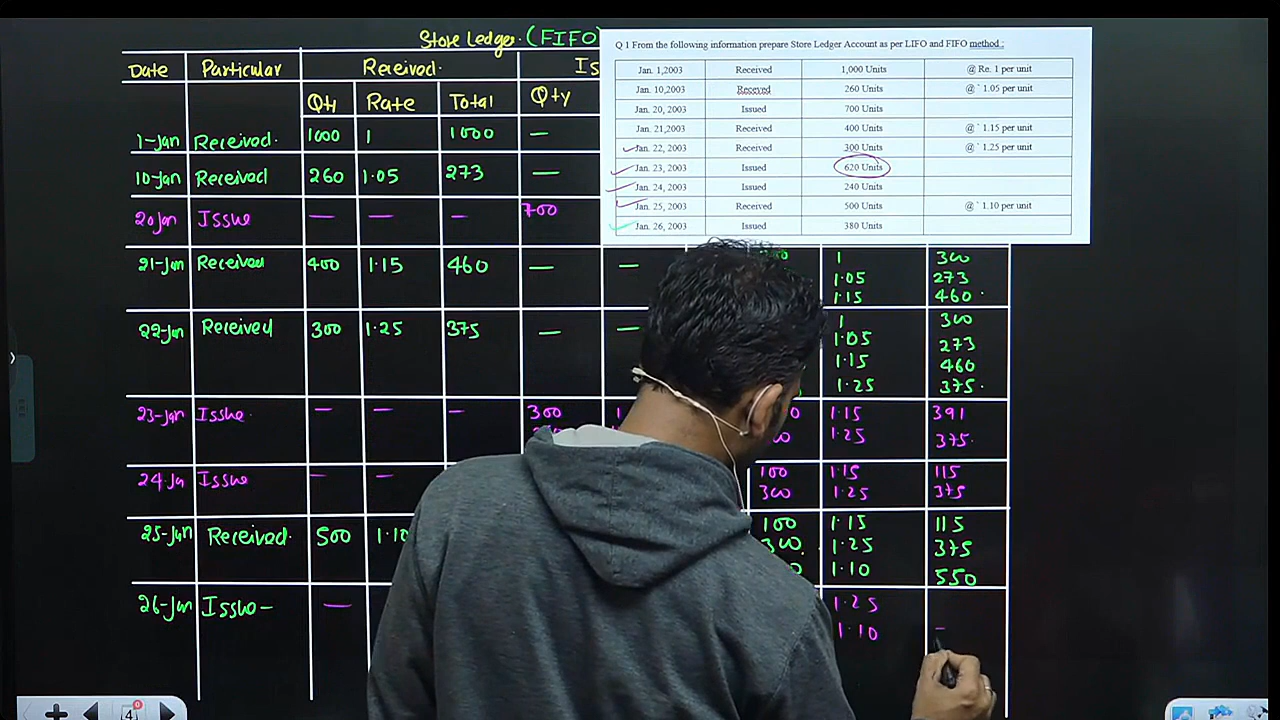 Store Ledger. (FIFO)
Q 1 From the following information prepare Store Ledger Account as per LIFO and FIFO method :
Jan. 1,2003 Received 1,000 Units @ Re. 1 per unit
Jan. 10,2003 Receved 260 Units @ ` 1.05 per unit
Jan. 20, 2003 Issued 700 Units
Jan. 21,2003 Received 400 Units @ ` 1.15 per unit
Jan. 22, 2003 Received 300 Units @ ` 1.25 per unit
Jan. 23, 2003 Issued 620 Units
Jan. 24, 2003 Issued 240 Units
Jan. 25, 2003 Received 500 Units @ ` 1.10 per unit
Jan. 26, 2003 Issued 380 Units
Date Particular Received. Is
Qty Rate Total Qty
1-Jan Received. 1000 1 1000 —
10-Jan Received 260 1.05 273 —
20Jan Issue — — — 700
21-Jan Received 400 1.15 460 — — 1 300
1.05 273
1.15 460
22-Jan Received 300 1.25 375 — — 1 300
1.05 273
1.15 460
1.25 375
23-Jan Issue. — — — 300 1.15 391
1.25 375
24-Ja Issue — — 100 1.15 115
300 1.25 375
25-Jan Received. 500 1.10 100 1.15 115
300 1.25 375
1.10 550
26-Jan Issue — — 1.25
1.10
4
0